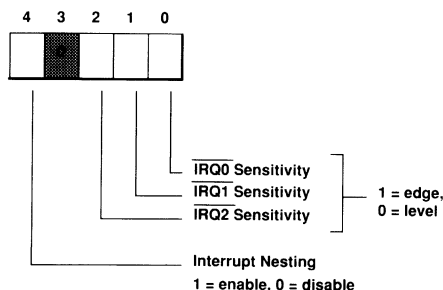 4 3 2 1 0
0
IRQ0 Sensitivity
IRQ1 Sensitivity
IRQ2 Sensitivity
1 = edge,
0 = level
Interrupt Nesting
1 = enable, 0 = disable